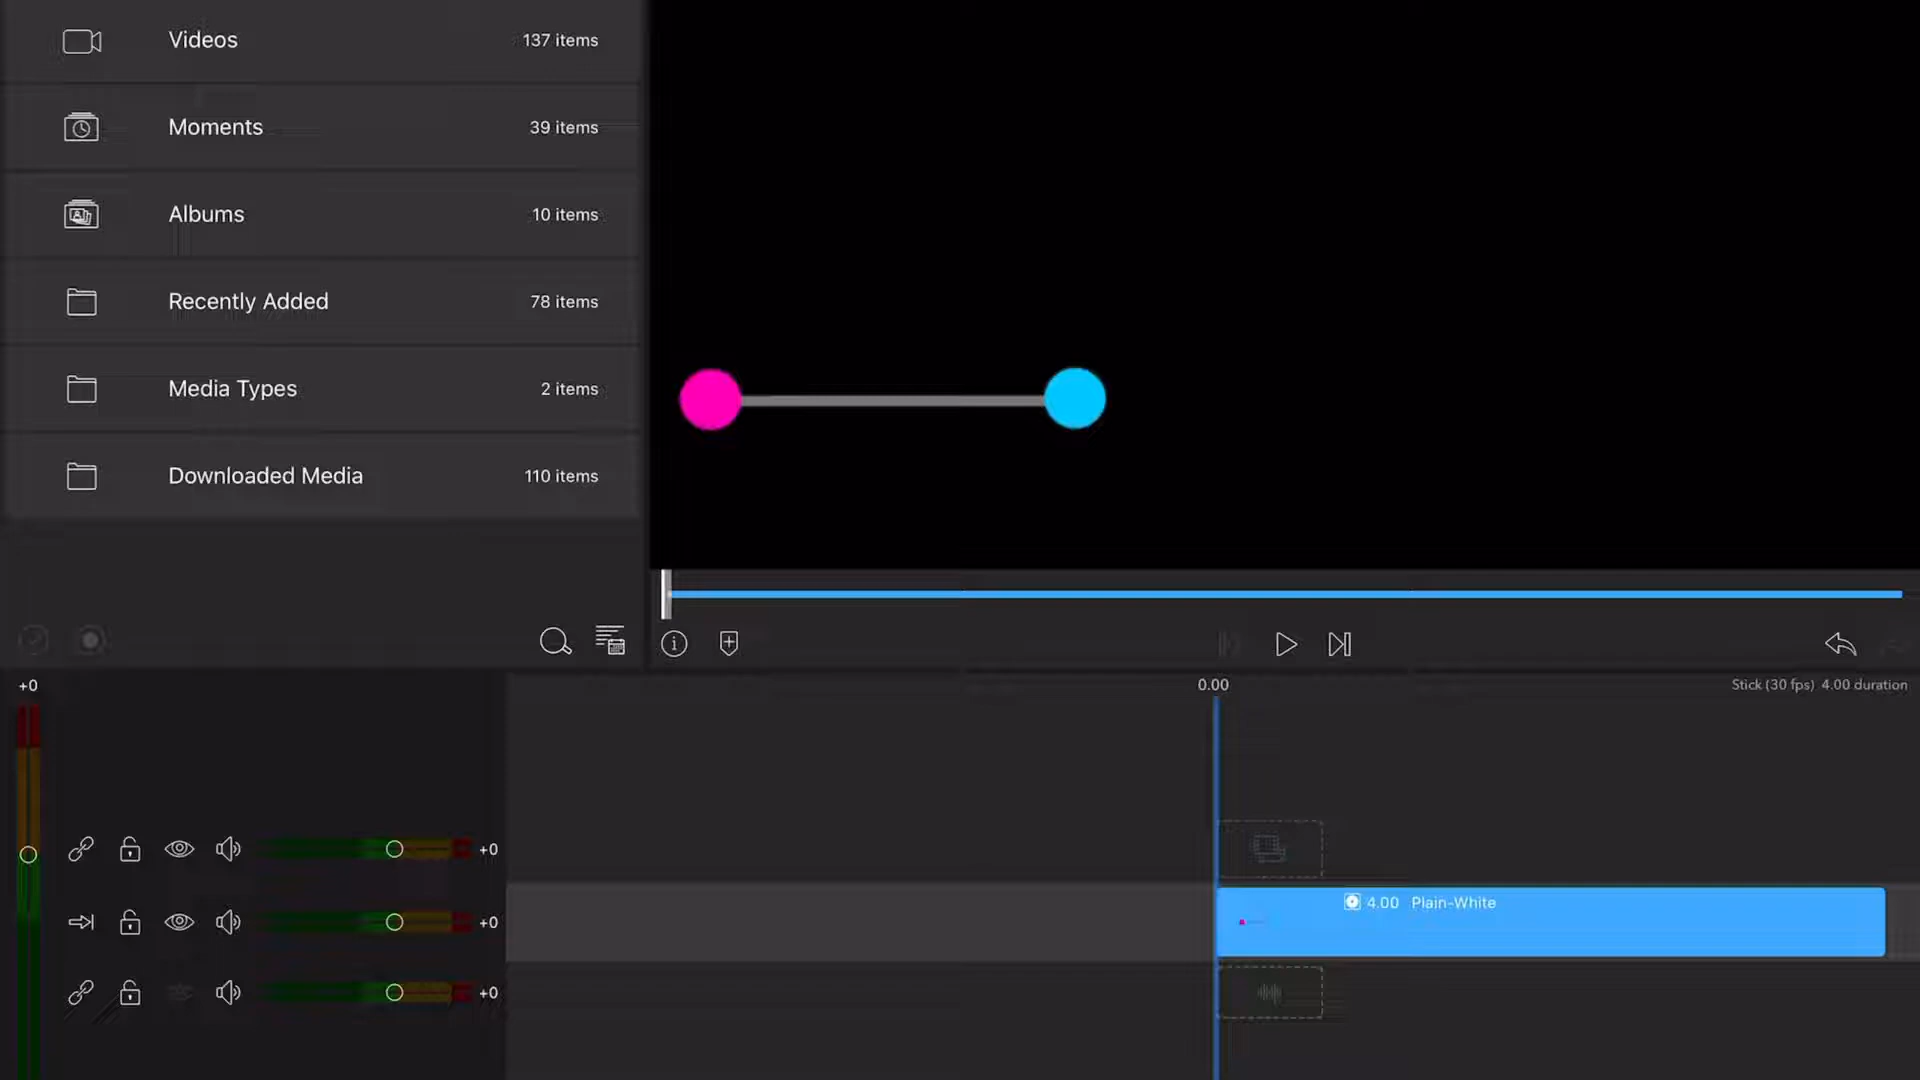 Videos 137 items
Moments 39 items
Albums 10 items
Recently Added 78 items
Media Types 2 items
Downloaded Media 110 items
+0 0.00 Stick (30 fps) 4.00 duration
+0
4.00 Plain-White
+0
+0